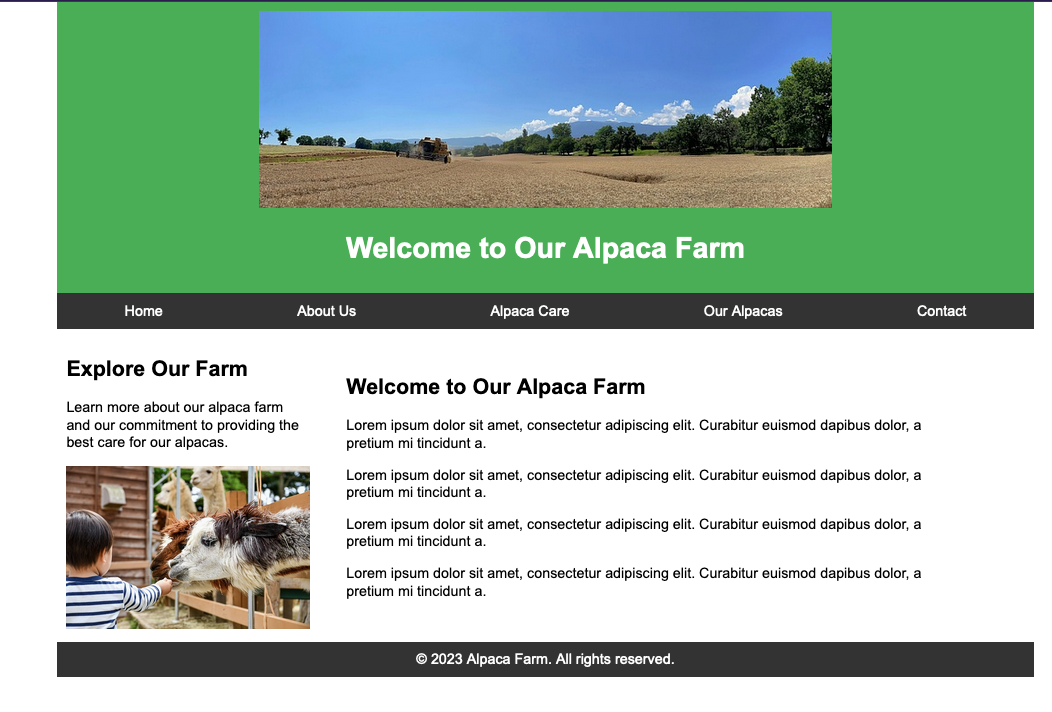 Welcome to Our Alpaca Farm
Home About Us Alpaca Care Our Alpacas Contact
Explore Our Farm
Learn more about our alpaca farm
and our commitment to providing the
best care for our alpacas.
Welcome to Our Alpaca Farm
Lorem ipsum dolor sit amet, consectetur adipiscing elit. Curabitur euismod dapibus dolor, a
pretium mi tincidunt a.
Lorem ipsum dolor sit amet, consectetur adipiscing elit. Curabitur euismod dapibus dolor, a
pretium mi tincidunt a.
Lorem ipsum dolor sit amet, consectetur adipiscing elit. Curabitur euismod dapibus dolor, a
pretium mi tincidunt a.
Lorem ipsum dolor sit amet, consectetur adipiscing elit. Curabitur euismod dapibus dolor, a
pretium mi tincidunt a.
© 2023 Alpaca Farm. All rights reserved.